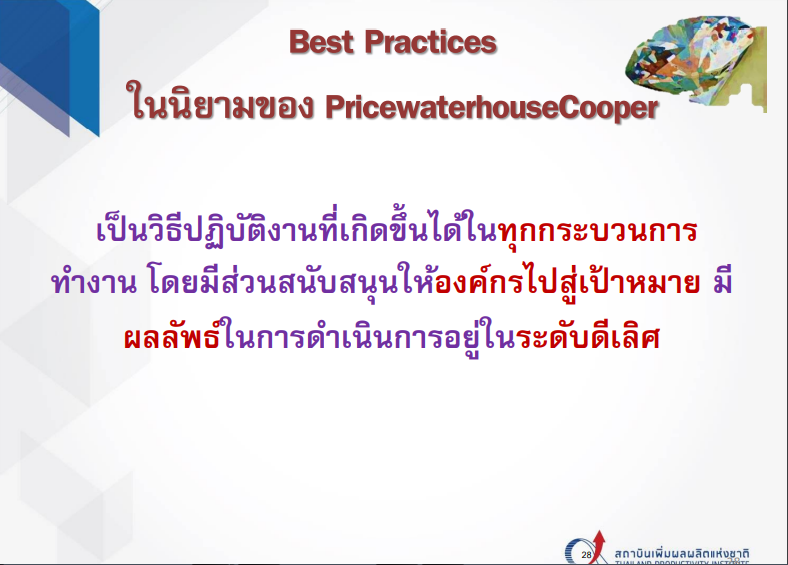 Best Practices
ในนิยามของ PricewaterhouseCooper
เป็นวิธีปฏิบัติงานที่เกิดขึ้นได้ในทุกกระบวนการ
ทำงาน โดยมีส่วนสนับสนุนให้องค์กรไปสู่เป้าหมาย มี
ผลลัพธ์ในการดำเนินการอยู่ในระดับดีเลิศ
28
สถาบันเพิ่มผลผลิตแห่งชาติ
THAILAND PRODUCTIVITY INSTITUTE